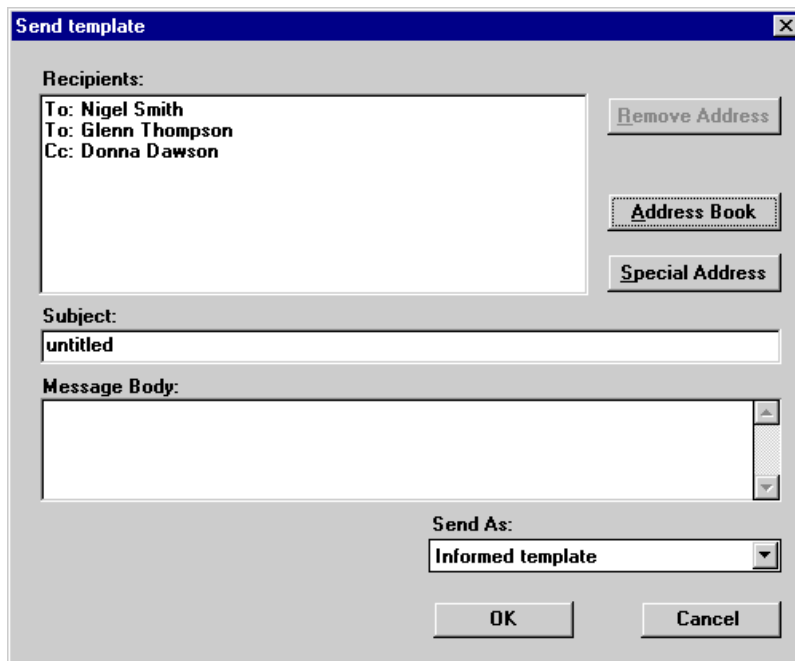 Send template
Recipients:
To: Nigel Smith
To: Glenn Thompson
Cc: Donna Dawson
Remove Address
Address Book
Special Address
Subject:
untitled
Message Body:
Send As:
Informed template
OK
Cancel